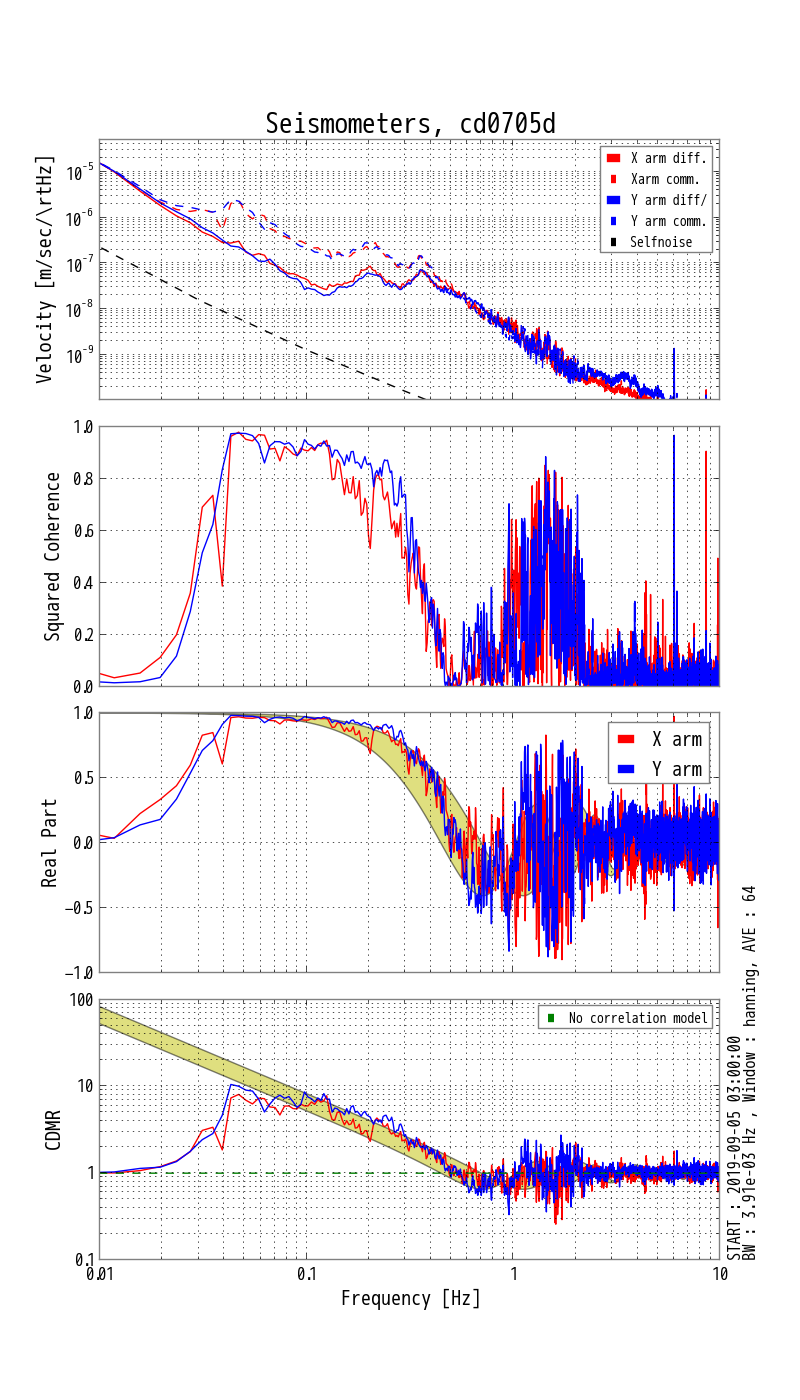 Seismometers, cd0705d
Velocity [m/sec/\rtHz]
10^-5
10^-6
10^-7
10^-8
10^-9
X arm diff.
Xarm comm.
Y arm diff/
Y arm comm.
Selfnoise
Squared Coherence
1.0
0.8
0.6
0.4
0.2
0.0
Real Part
1.0
0.5
0.0
−0.5
−1.0
X arm
Y arm
CDMR
100
10
1
0.1
No correlation model
0.01
0.1
1
10
Frequency [Hz]
START : 2019-09-05 03:00:00
BW : 3.91e-03 Hz , Window : hanning, AVE : 64